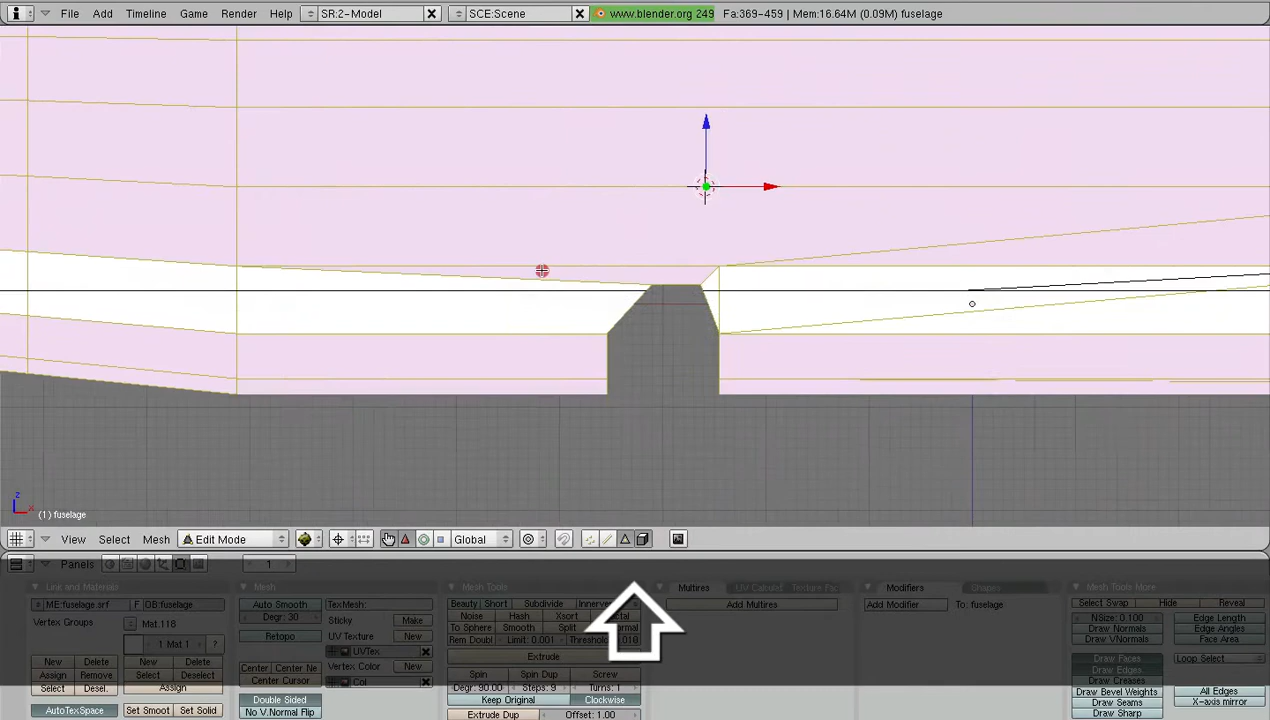 File Add Timeline Game Render Help SR:2-Model SCE:Scene www.blender.org 249 Fa:369-459 | Mem:16.64M (0.09M) fuselage
z
x
(1) fuselage
View Select Mesh Edit Mode Global
Panels 1
Link and Materials Mesh Mesh Tools Multires UV Calculat Texture Fac Modifiers Shapes Mesh Tools More
ME:fuselage.srf F OB:fuselage Auto Smooth TexMesh: Beauty Short Subdivide Add Multires Add Modifier To: fuselage Select Swap Hide Reveal
Vertex Groups Mat.118 Degr: 30 Sticky Make Noise Hash Xsort NSize: 0.100 Edge Length
1 Mat 1 ? Retopo UV Texture New To Sphere Smooth Split Draw Normals Edge Angles
UVTex Rem Doubl Limit: 0.001 Draw VNormals Face Area
New Delete New Delete Center Center Ne Vertex Color New Extrude Draw Faces Loop Select
Assign Remove Select Deselect Center Cursor Col Spin Spin Dup Screw Draw Edges
Select Desel. Assign Double Sided Degr: 90.00 Steps: 9 Turns: 1 Draw Creases
AutoTexSpace Set Smoot Set Solid No V.Normal Flip Keep Original Clockwise Draw Bevel Weights All Edges
Extrude Dup Offset: 1.00 Draw Seams X-axis mirror
Draw Sharp